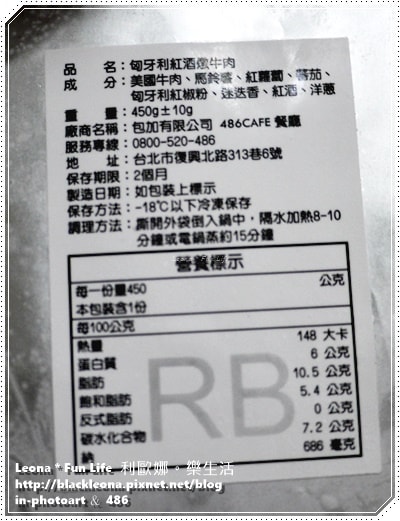 品　　名：匈牙利紅酒燉牛肉
成　　分：美國牛肉、馬鈴薯、紅蘿蔔、蕃茄、
匈牙利紅椒粉、迷迭香、紅酒、洋蔥
重　　量：450g±10g
廠商名稱：包加有限公司 486CAFE 餐廳
服務專線：0800-520-486
地　　址：台北市復興北路313巷6號
保存期限：2個月
製造日期：如包裝上標示
保存方法：-18℃以下冷凍保存
調理方法：撕開外袋倒入鍋中，隔水加熱8-10
分鐘或電鍋蒸約15分鐘
營養標示
每一份量450 公克
本包裝含1份
每100公克
熱量 148 大卡
蛋白質 6 公克
脂肪 10.5 公克
飽和脂肪 5.4 公克
反式脂肪 0 公克
碳水化合物 7.2 公克
鈉 686 毫克
RB
Leona * Fun Life 利歐娜。樂生活
http://blackleona.pixnet.net/blog
in-photoart & 486